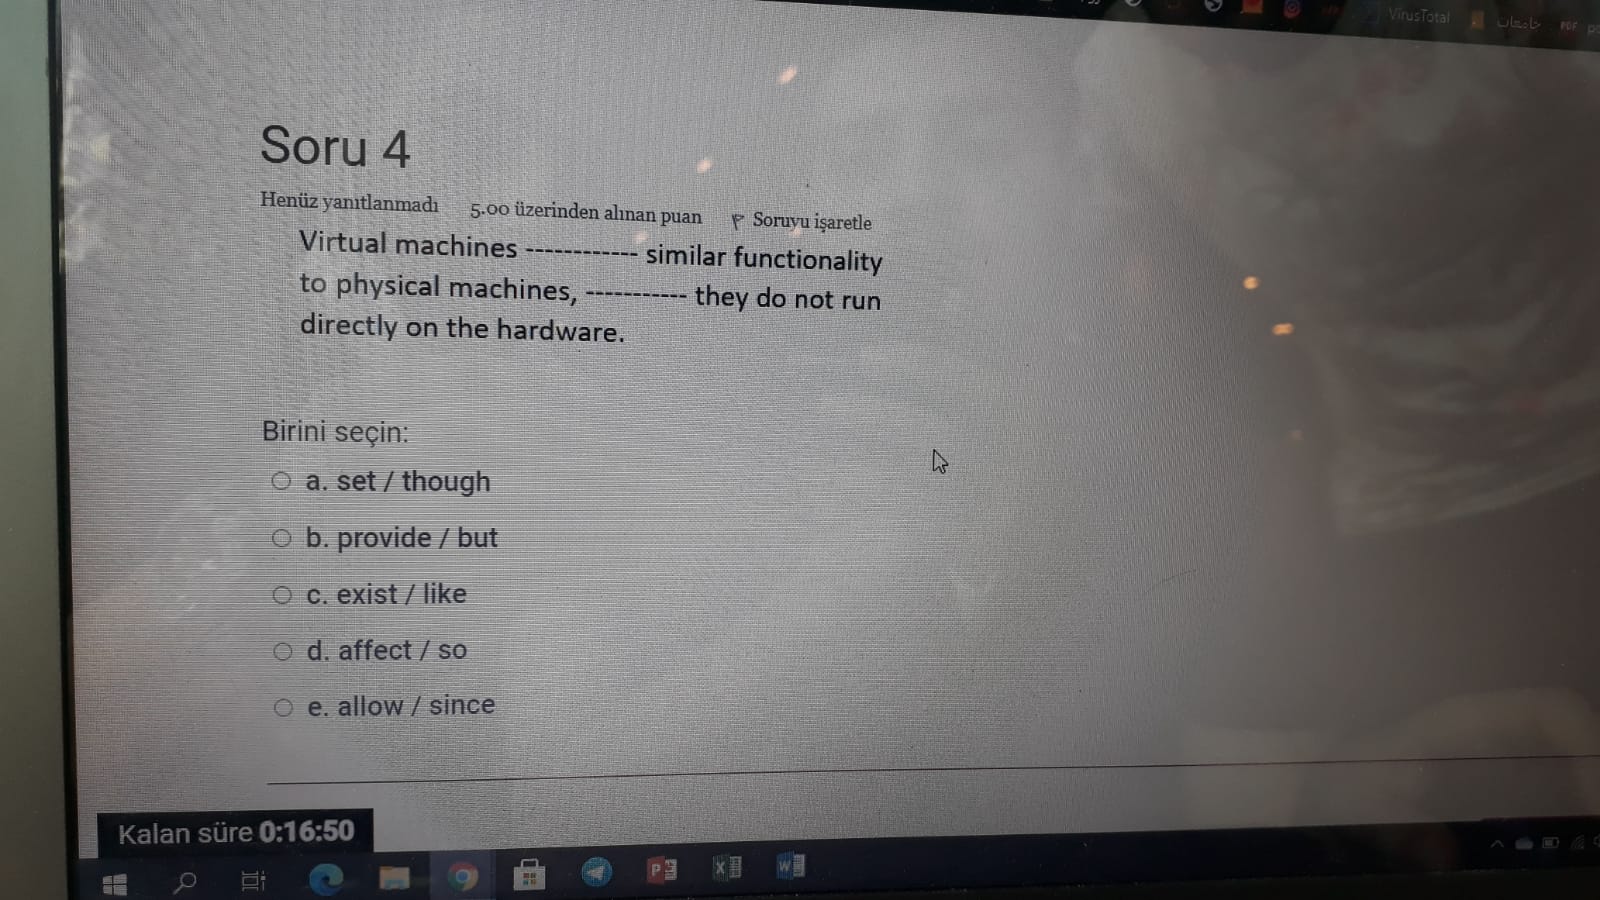 VirusTotal
جامعات
PDF
Soru 4
Henüz yanıtlanmadı 5.00 üzerinden alınan puan Soruyu işaretle
Virtual machines ------------ similar functionality
to physical machines, ----------- they do not run
directly on the hardware.
Birini seçin:
a. set / though
b. provide / but
c. exist / like
d. affect / so
e. allow / since
Kalan süre 0:16:50